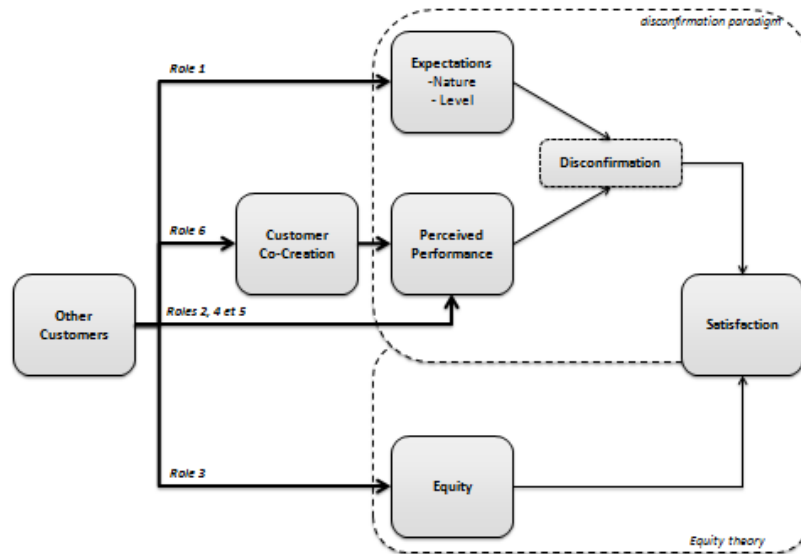 disconfirmation paradigm
Role 1
Expectations
-Nature
- Level
Disconfirmation
Role 6
Customer
Co-Creation
Perceived
Performance
Other
Customers
Roles 2, 4 et 5
Satisfaction
Role 3
Equity
Equity theory